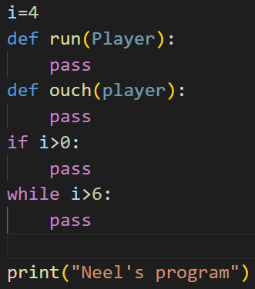 i=4
def run(Player):
    pass
def ouch(player):
    pass
if i>0:
    pass
while i>6:
    pass
print("Neel's program")